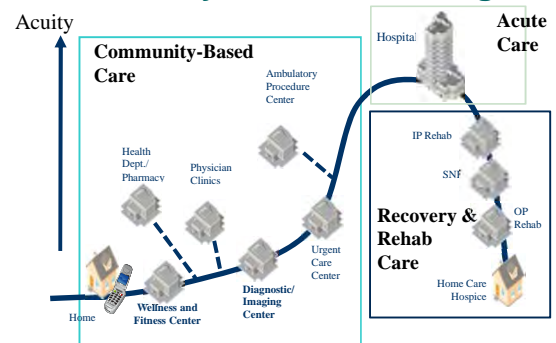 Acuity
Community-Based
Care
Ambulatory
Procedure
Center
Health
Dept./
Pharmacy
Physician
Clinics
Home
Wellness and
Fitness Center
Diagnostic/
Imaging
Center
Urgent
Care
Center
Hospital
Acute
Care
IP Rehab
SNF
Recovery &
Rehab
Care
OP
Rehab
Home Care
Hospice